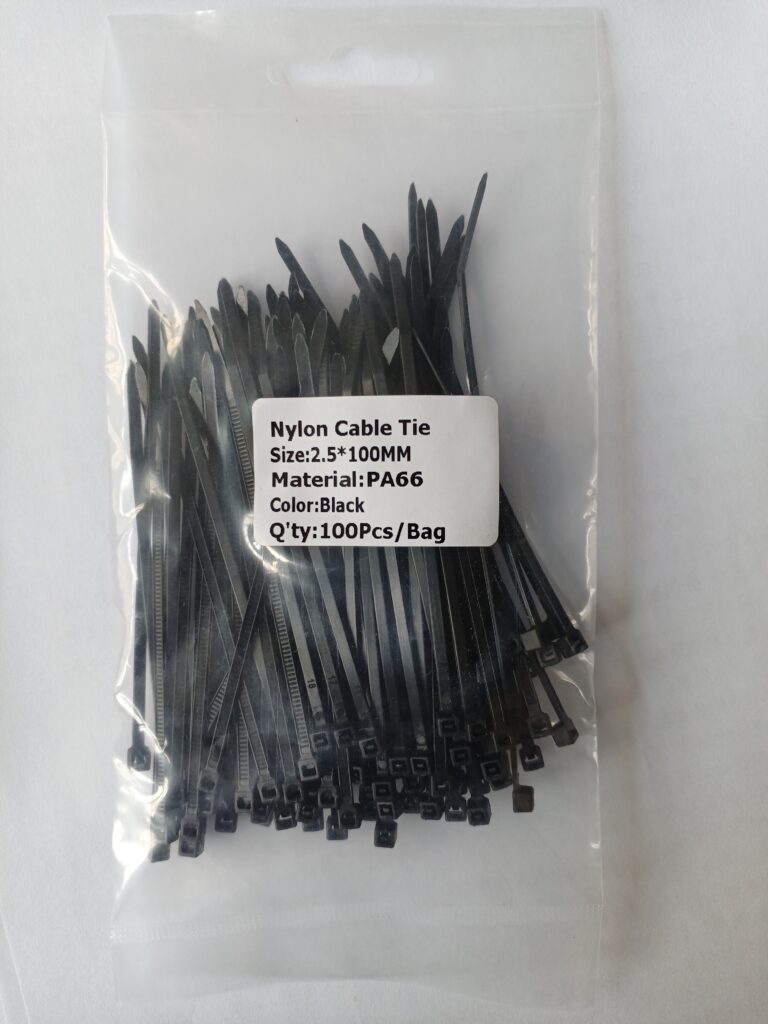 Nylon Cable Tie
Size:2.5*100MM
Material:PA66
Color:Black
Q'ty:100Pcs/Bag